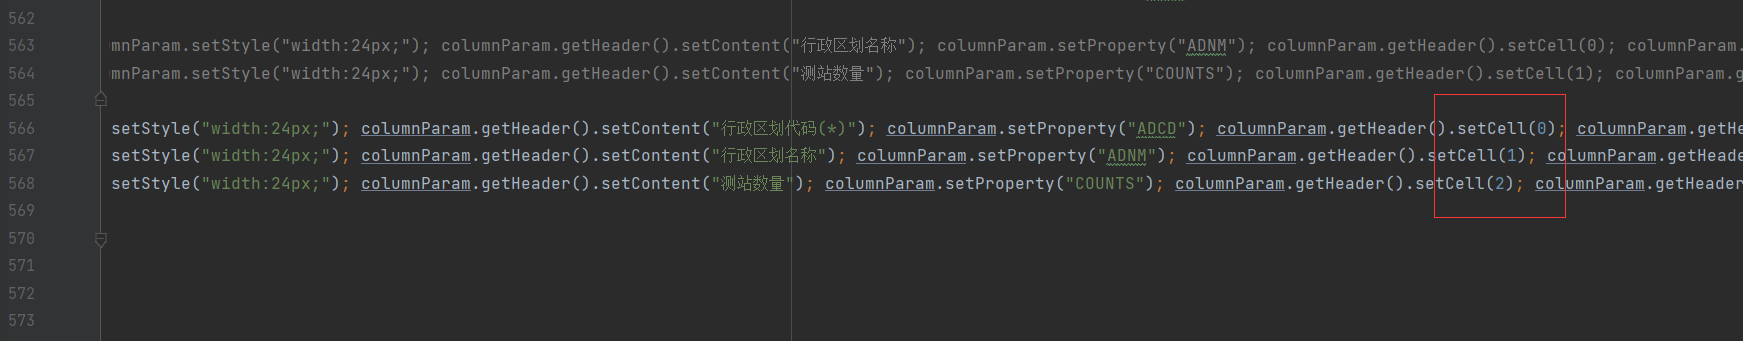 562
563 mnParam.setStyle("width:24px;"); columnParam.getHeader().setContent("行政区划名称"); columnParam.setProperty("ADNM"); columnParam.getHeader().setCell(0); columnParam.
564 mnParam.setStyle("width:24px;"); columnParam.getHeader().setContent("测站数量"); columnParam.setProperty("COUNTS"); columnParam.getHeader().setCell(1); columnParam.g
565
566 setStyle("width:24px;"); columnParam.getHeader().setContent("行政区划代码(*)"); columnParam.setProperty("ADCD"); columnParam.getHeader().setCell(0); columnParam.getHe
567 setStyle("width:24px;"); columnParam.getHeader().setContent("行政区划名称"); columnParam.setProperty("ADNM"); columnParam.getHeader().setCell(1); columnParam.getHeade
568 setStyle("width:24px;"); columnParam.getHeader().setContent("测站数量"); columnParam.setProperty("COUNTS"); columnParam.getHeader().setCell(2); columnParam.getHeader
569
570
571
572
573